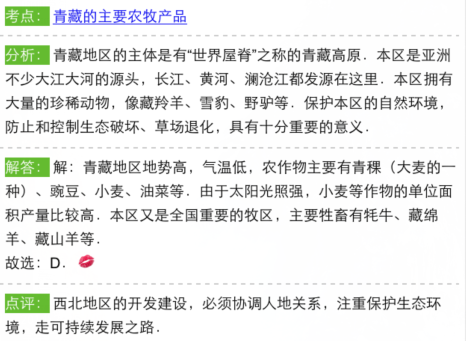 考点： 青藏的主要农牧产品
分析： 青藏地区的主体是有“世界屋脊”之称的青藏高原．本区是亚洲
不少大江大河的源头，长江、黄河、澜沧江都发源在这里．本区拥有
大量的珍稀动物，像藏羚羊、雪豹、野驴等．保护本区的自然环境，
防止和控制生态破坏、草场退化，具有十分重要的意义．
解答： 解：青藏地区地势高，气温低，农作物主要有青稞（大麦的一
种）、豌豆、小麦、油菜等．由于太阳光照强，小麦等作物的单位面
积产量比较高．本区又是全国重要的牧区，主要牲畜有牦牛、藏绵
羊、藏山羊等．
故选：D．
点评： 西北地区的开发建设，必须协调人地关系，注重保护生态环
境，走可持续发展之路．